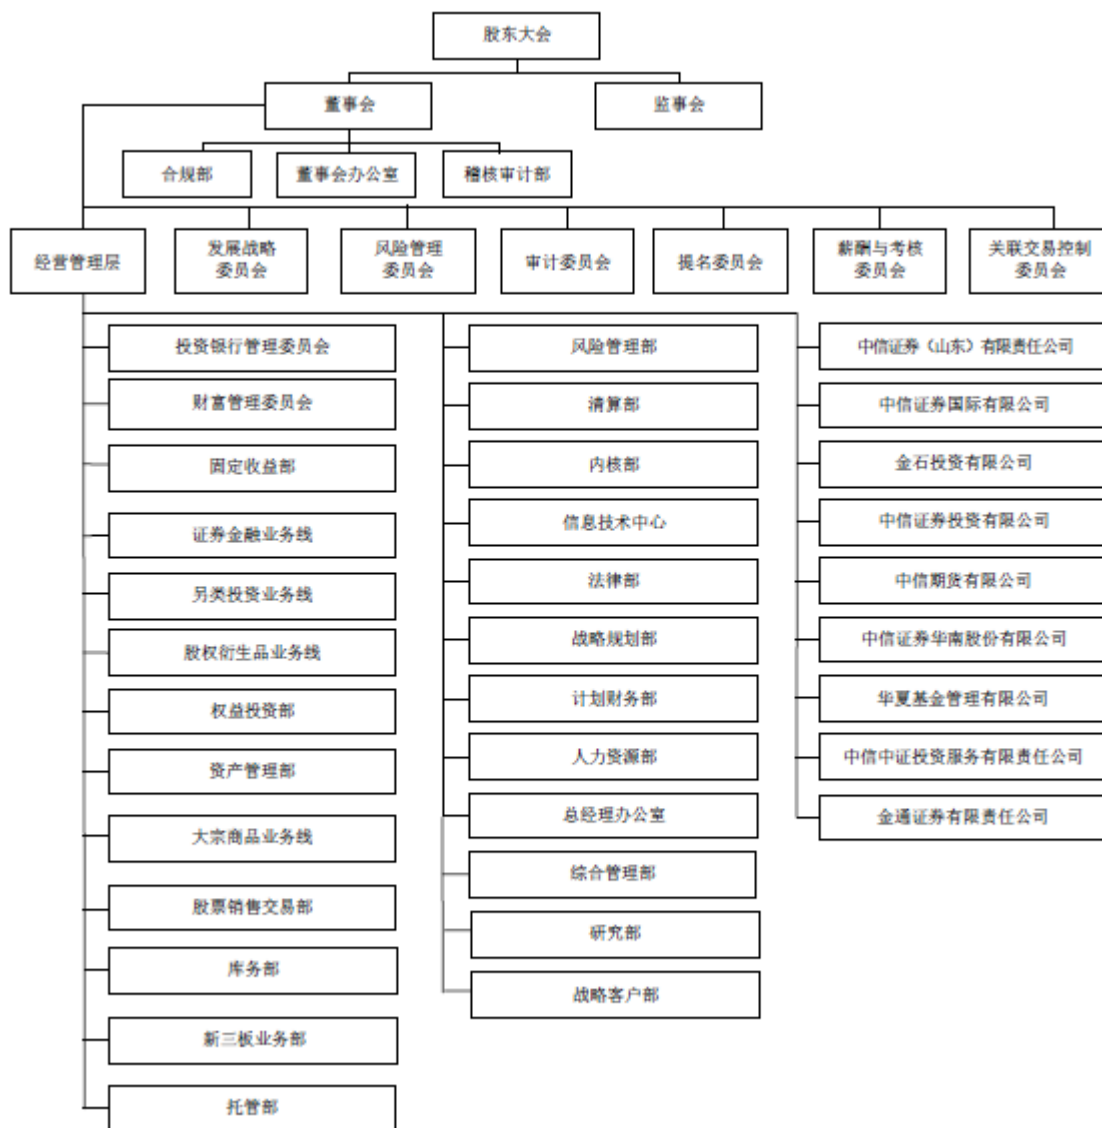 股东大会
董事会
监事会
合规部
董事会办公室
稽核审计部
经营管理层
发展战略
委员会
风险管理
委员会
审计委员会
提名委员会
薪酬与考核
委员会
关联交易控制
委员会
投资银行管理委员会
财富管理委员会
固定收益部
证券金融业务线
另类投资业务线
股权衍生品业务线
权益投资部
资产管理部
大宗商品业务线
股票销售交易部
库务部
新三板业务部
托管部
风险管理部
清算部
内核部
信息技术中心
法律部
战略规划部
计划财务部
人力资源部
总经理办公室
综合管理部
研究部
战略客户部
中信证券（山东）有限责任公司
中信证券国际有限公司
金石投资有限公司
中信证券投资有限公司
中信期货有限公司
中信证券华南股份有限公司
华夏基金管理有限公司
中信中证投资服务有限责任公司
金通证券有限责任公司